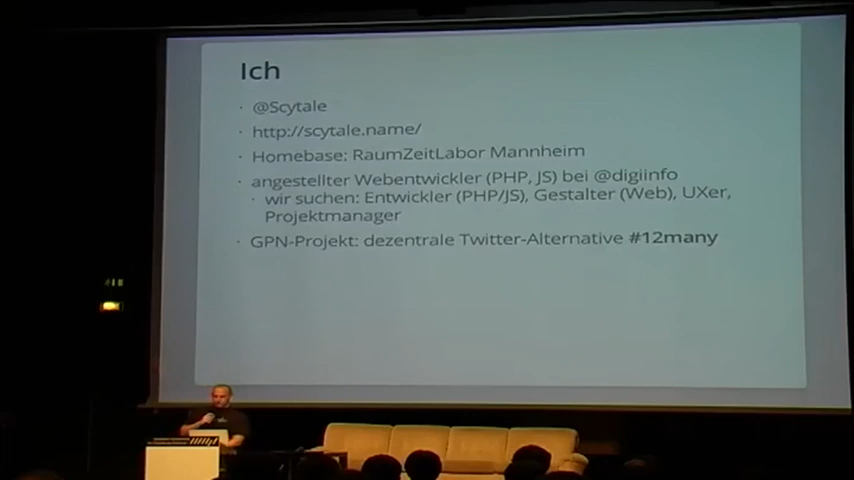 Ich
· @Scytale
· http://scytale.name/
· Homebase: RaumZeitLabor Mannheim
· angestellter Webentwickler (PHP, JS) bei @digiinfo
· wir suchen: Entwickler (PHP/JS), Gestalter (Web), UXer,
Projektmanager
· GPN-Projekt: dezentrale Twitter-Alternative #12many